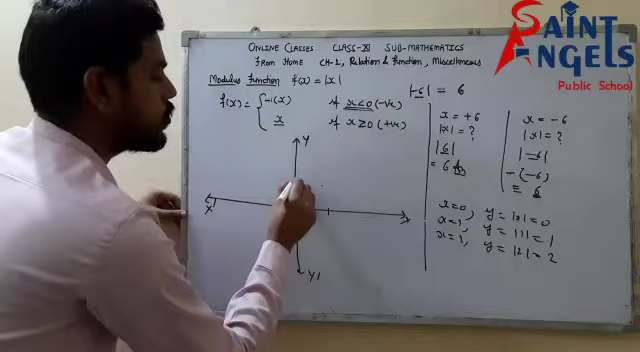 SAINT ANGELS
Public School
ONLINE CLASSES CLASS-XI SUB-MATHEMATICS
FROM HOME CH-2, Relation & Function, Miscellaneous
Modulus Function f(x) = |x|
|-6| = 6
f(x) = { -1(x) if x<0 (-ve)
x if x≥0 (+ve)
x = +6
|x| = ?
|6|
= 6
x = -6
|x| = ?
|-6|
-(-6)
= 6
x=0, y = |0| = 0
x=1, y = |1| = 1
x=2, y = |2| = 2
Y
X'
X
Y1